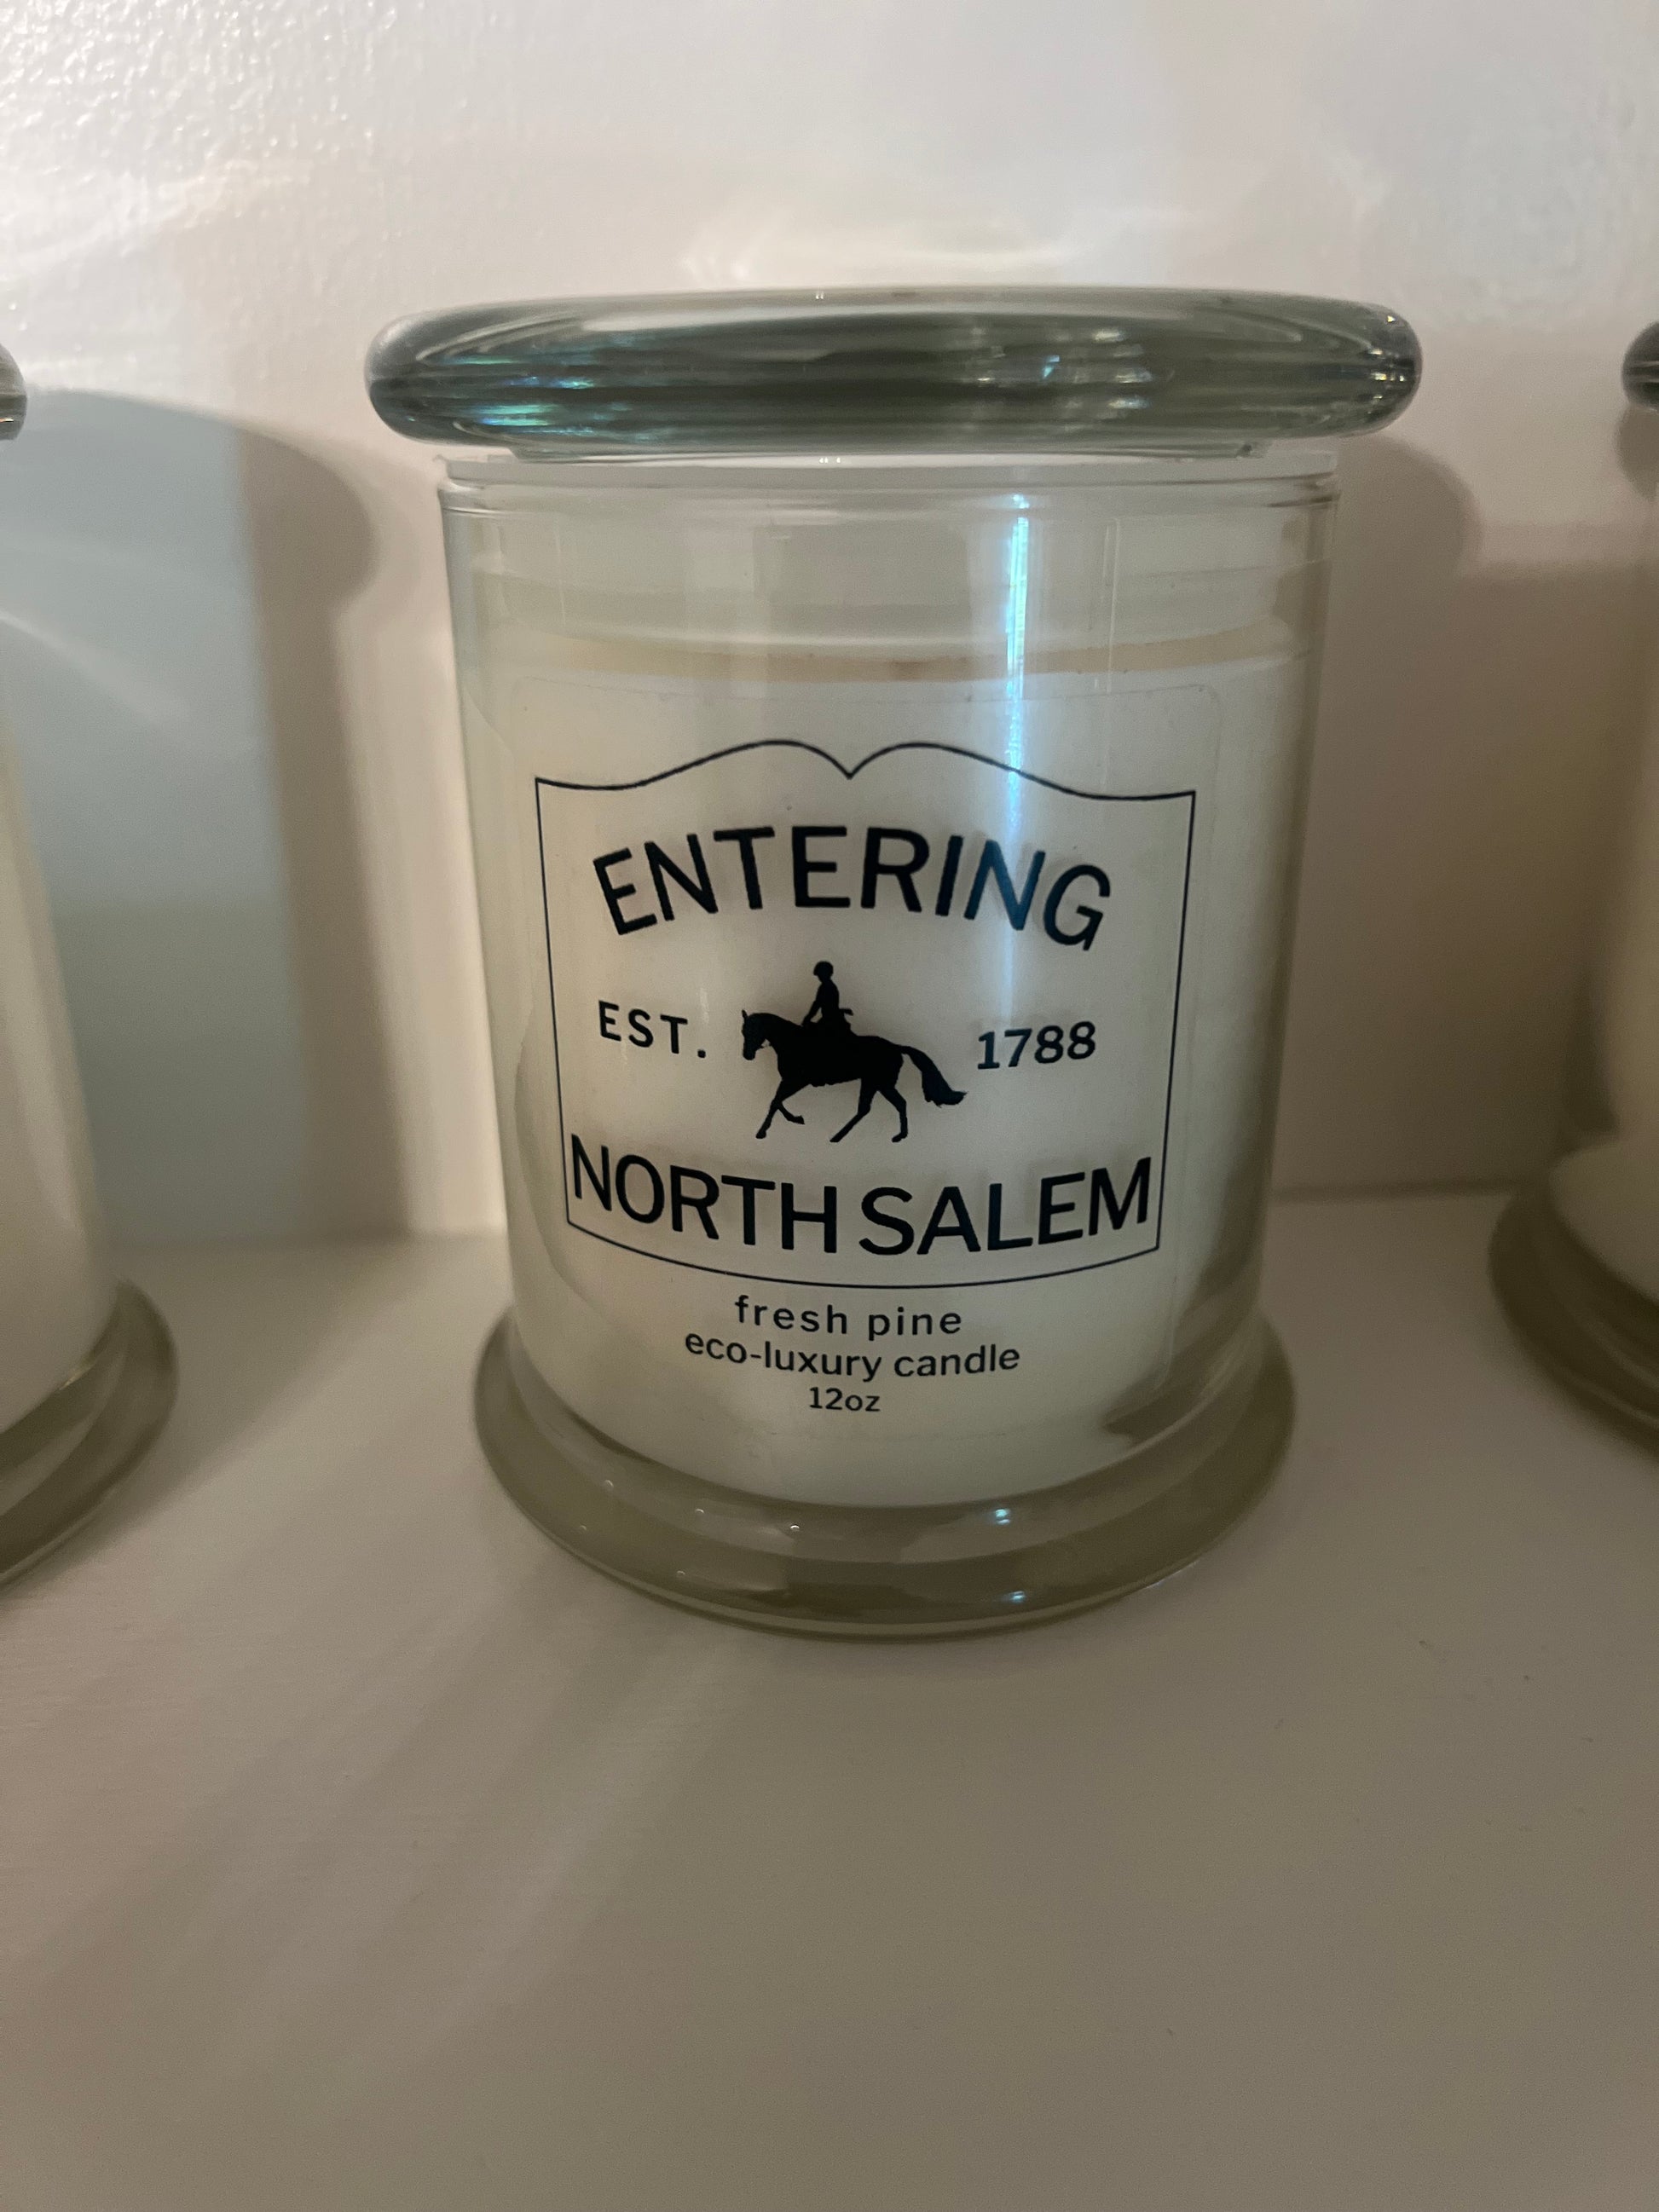 ENTERING
EST. 1788
NORTH SALEM
fresh pine
eco-luxury candle
12oz